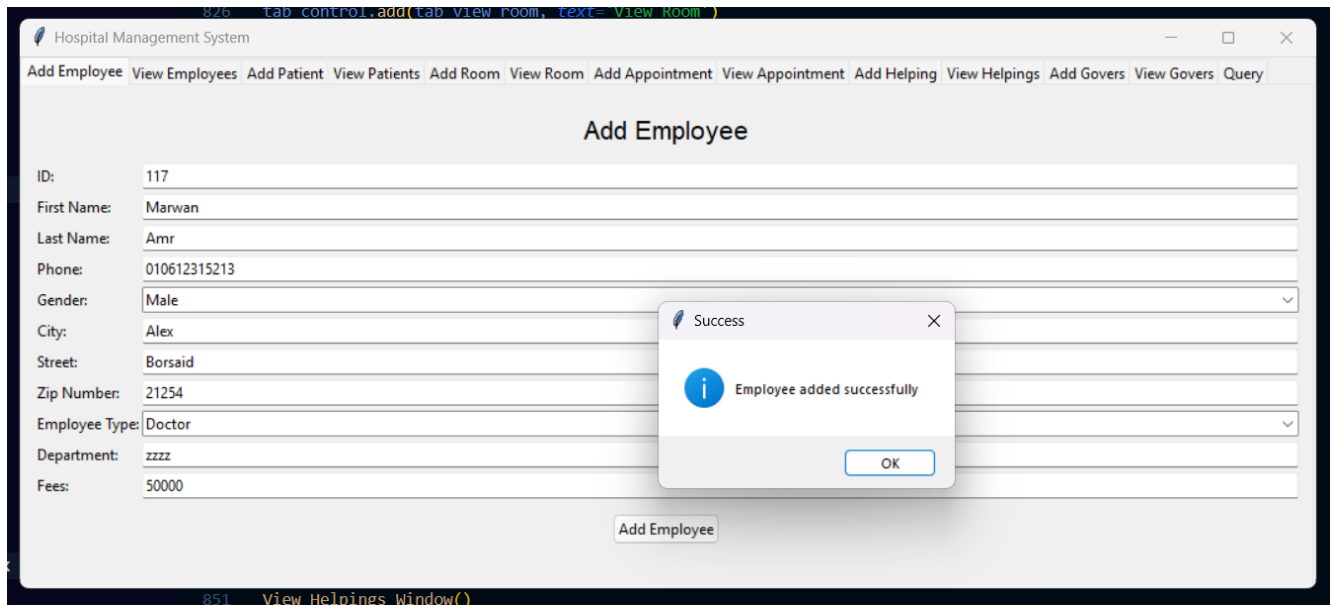 826 tab_control.add(tab_view_room, text='View Room')
Hospital Management System
Add Employee View Employees Add Patient View Patients Add Room View Room Add Appointment View Appointment Add Helping View Helpings Add Govers View Govers Query
Add Employee
ID: 117
First Name: Marwan
Last Name: Amr
Phone: 010612315213
Gender: Male
City: Alex
Street: Borsaid
Zip Number: 21254
Employee Type: Doctor
Department: zzzz
Fees: 50000
Success
Employee added successfully
OK
Add Employee
851 View_Helpings_Window()